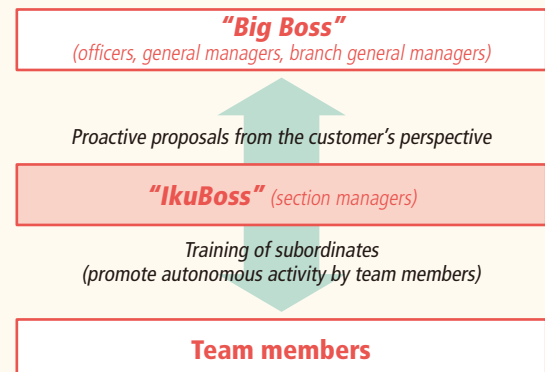 “Big Boss”
(officers, general managers, branch general managers)
Proactive proposals from the customer’s perspective
“IkuBoss” (section managers)
Training of subordinates
(promote autonomous activity by team members)
Team members